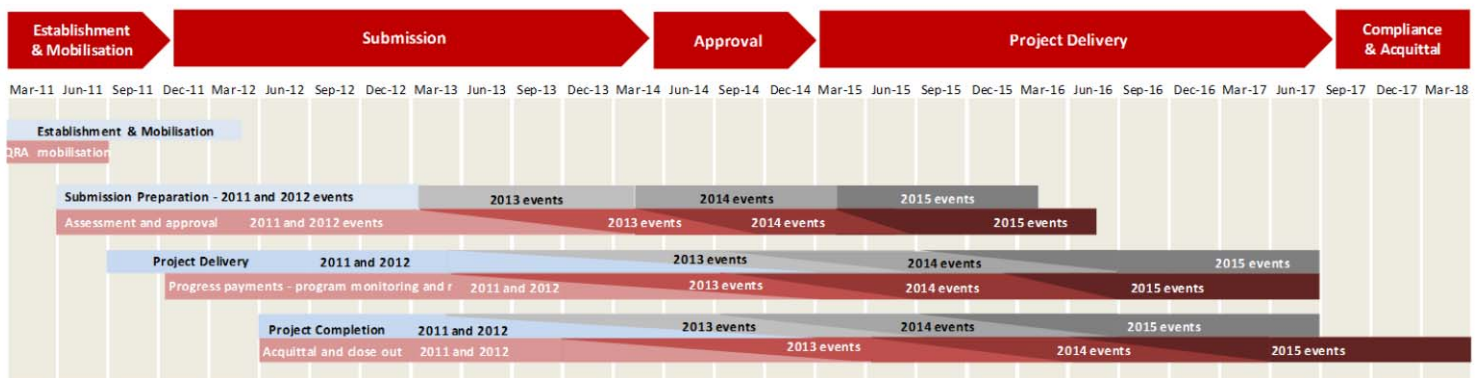 Establishment
& Mobilisation
Submission
Approval
Project Delivery
Compliance
& Acquittal
Mar-11 Jun-11 Sep-11 Dec-11 Mar-12 Jun-12 Sep-12 Dec-12 Mar-13 Jun-13 Sep-13 Dec-13 Mar-14 Jun-14 Sep-14 Dec-14 Mar-15 Jun-15 Sep-15 Dec-15 Mar-16 Jun-16 Sep-16 Dec-16 Mar-17 Jun-17 Sep-17 Dec-17 Mar-18
Establishment & Mobilisation
QRA mobilisation
Submission Preparation - 2011 and 2012 events 2013 events 2014 events 2015 events
Assessment and approval 2011 and 2012 events 2013 events 2014 events 2015 events
Project Delivery 2011 and 2012 2013 events 2014 events 2015 events
Progress payments - program monitoring and r 2011 and 2012 2013 events 2014 events 2015 events
Project Completion 2011 and 2012 2013 events 2014 events 2015 events
Acquittal and close out 2011 and 2012 2013 events 2014 events 2015 events